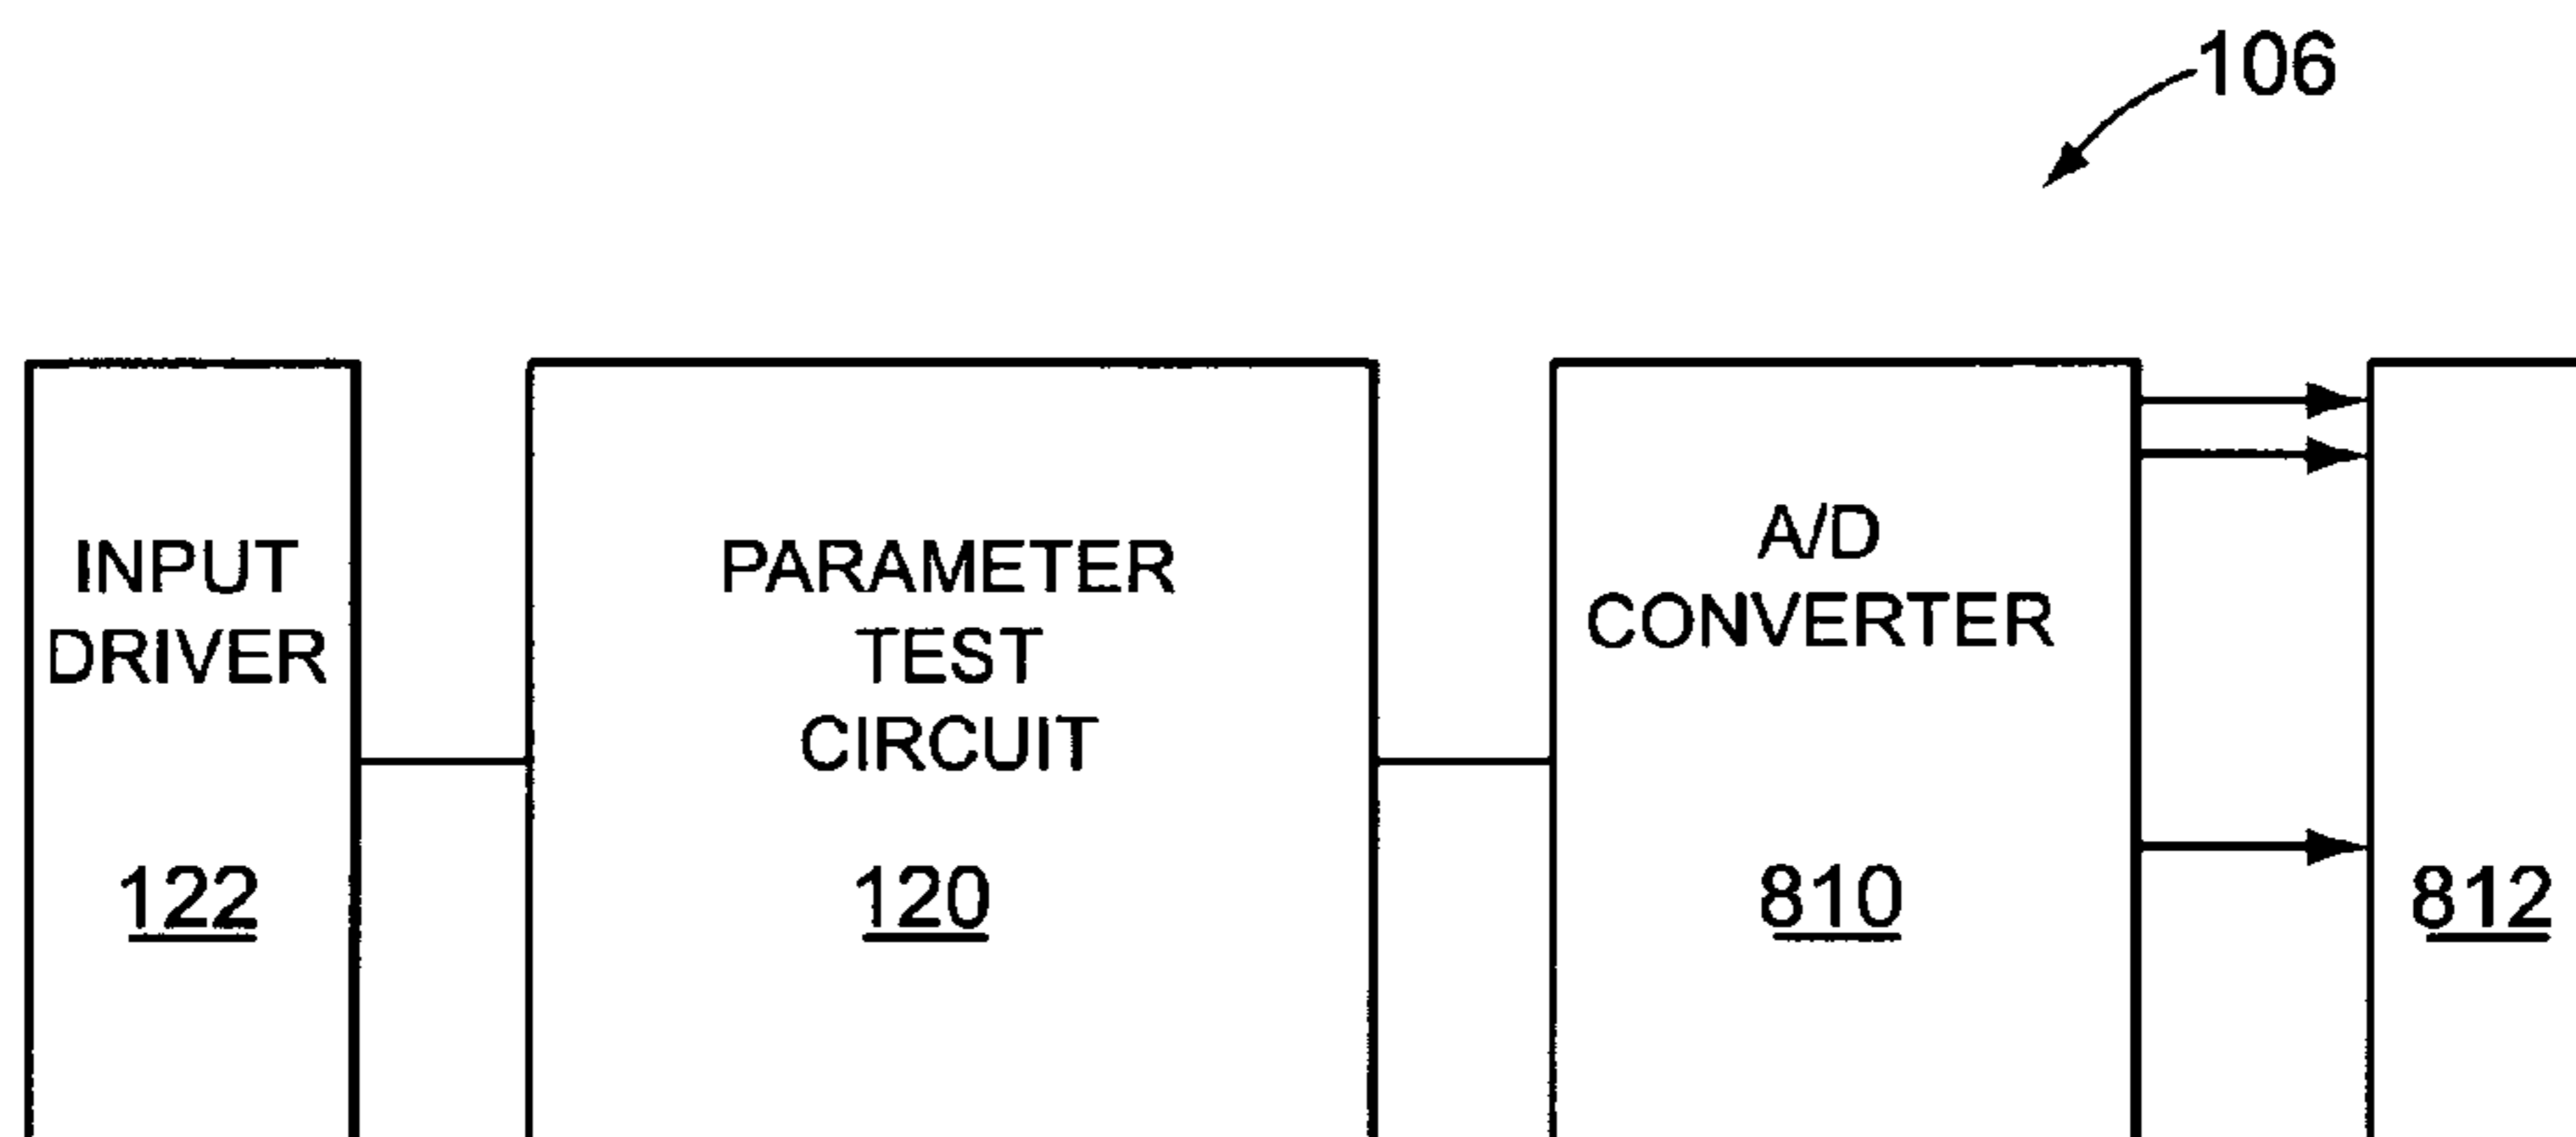 106
INPUT
DRIVER
122
PARAMETER
TEST
CIRCUIT
120
A/D
CONVERTER
810
812